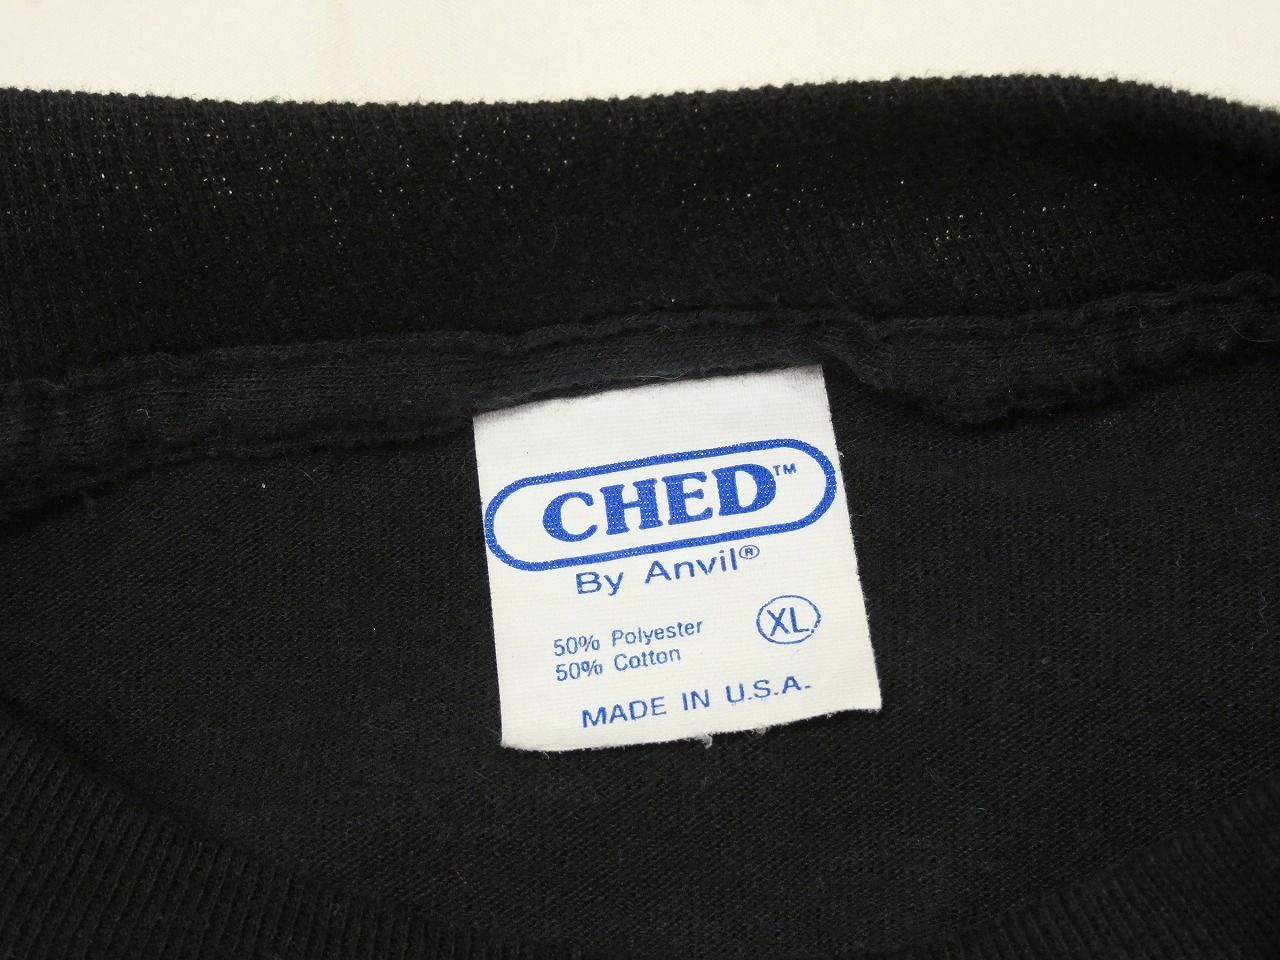 CHED™
By Anvil®
50% Polyester
50% Cotton
XL
MADE IN U.S.A.